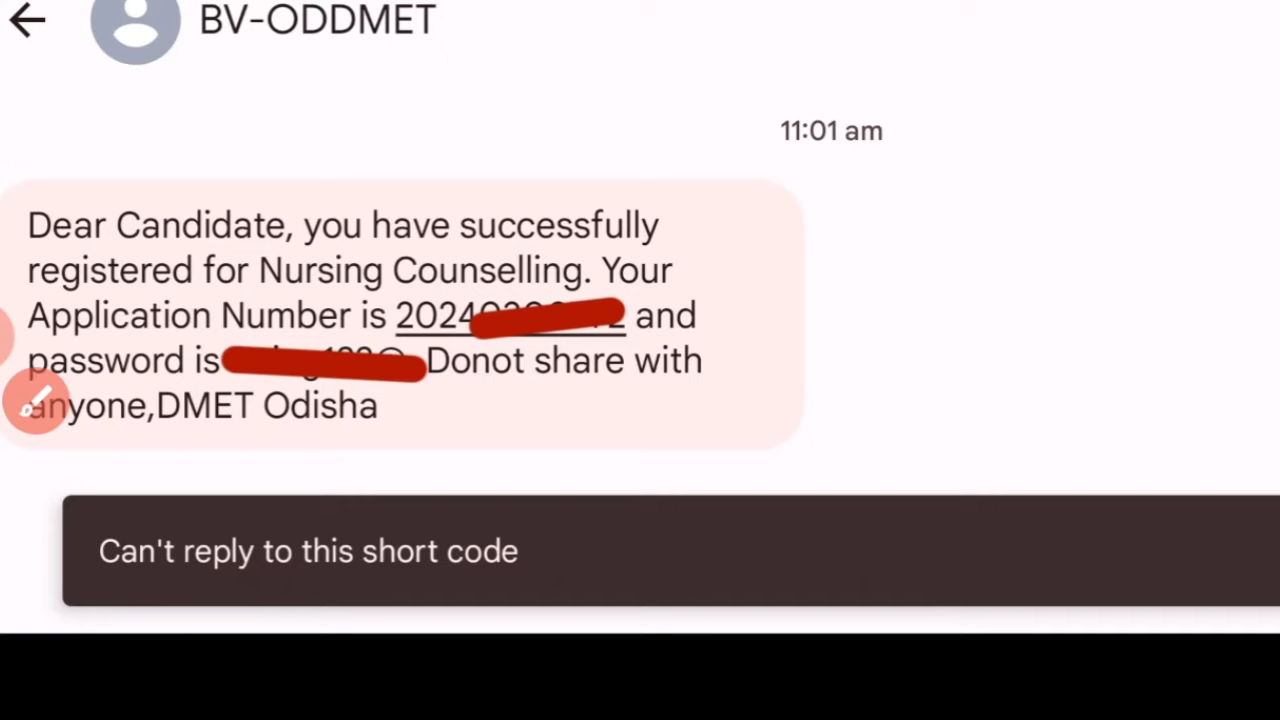 BV-ODDMET
11:01 am
Dear Candidate, you have successfully
registered for Nursing Counselling. Your
Application Number is 2024 and
password is Donot share with
anyone,DMET Odisha
Can't reply to this short code